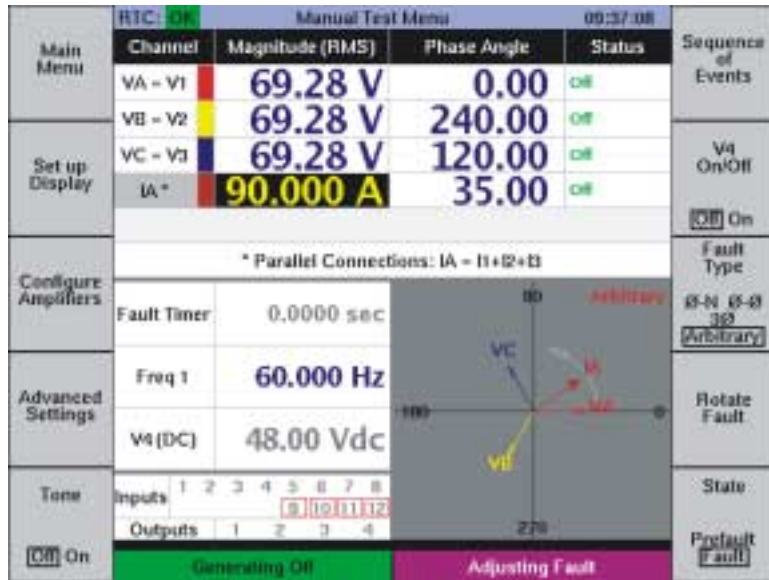 RTC: OK Manual Test Menu 09:37:08
Main Menu
Channel Magnitude (RMS) Phase Angle Status
Sequence of Events
VA - V1 69.28 V 0.00 Off
VB - V2 69.28 V 240.00 Off
VC - V3 69.28 V 120.00 Off
IA * 90.000 A 35.00 Off
Set up Display
V4 On/Off
Off On
* Parallel Connections: IA = I1+I2+I3
Configure Amplifiers
Fault Type
Ø-N Ø-Ø
3Ø
Arbitrary
Fault Timer 0.0000 sec
Freq 1 60.000 Hz
V4 (DC) 48.00 Vdc
90 Arbitrary
VC
IA
180 VA 0
VB
270
Advanced Settings
Rotate Fault
Tone
Off On
Inputs 1 2 3 4 5 6 7 8
9 10 11 12
Outputs 1 2 3 4
State
Prefault
Fault
Generating Off Adjusting Fault